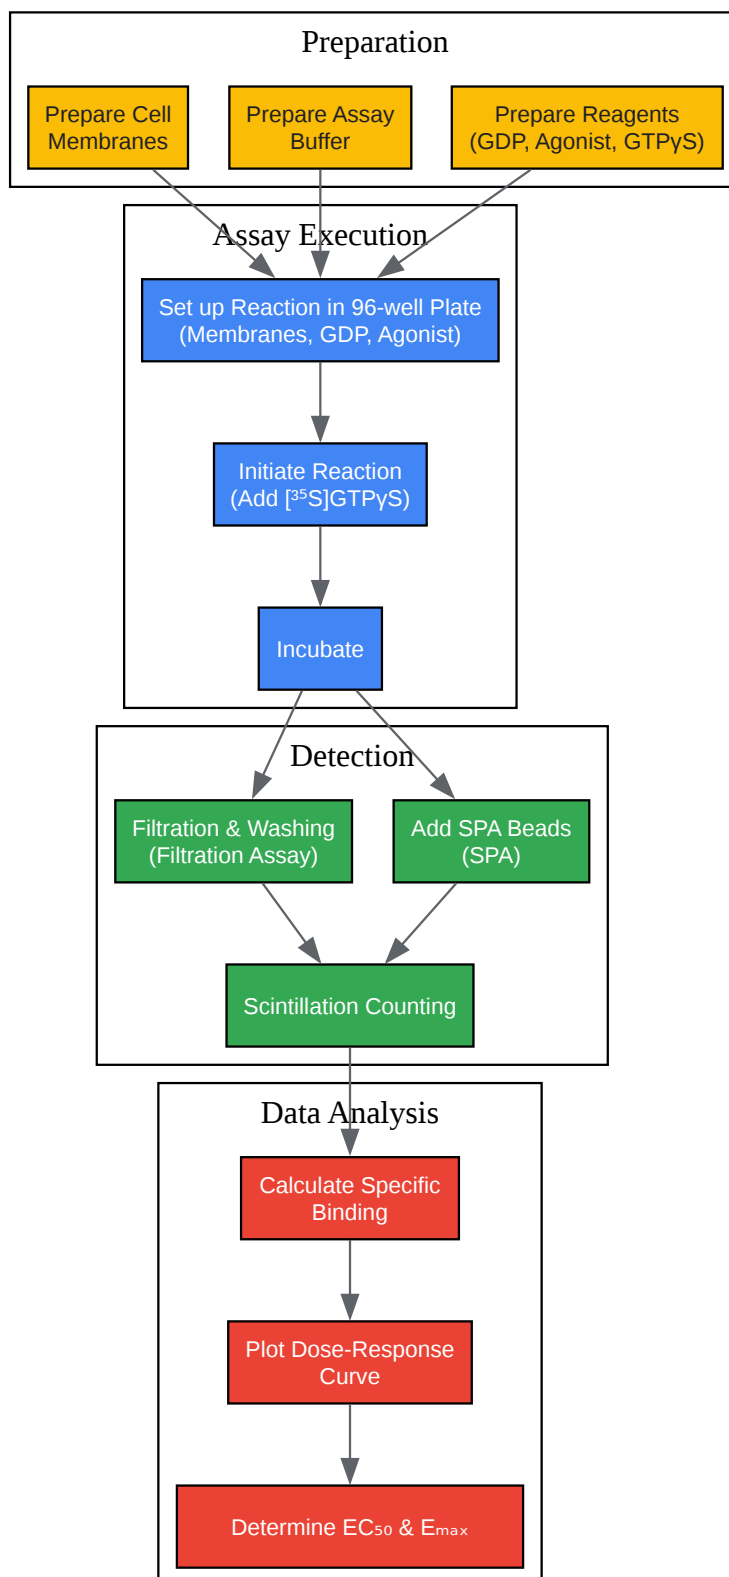 Preparation
Prepare Cell
Membranes
Prepare Assay
Buffer
Prepare Reagents
(GDP, Agonist, GTPγS)
Assay Execution
Set up Reaction in 96-well Plate
(Membranes, GDP, Agonist)
Initiate Reaction
(Add [³⁵S]GTPγS)
Incubate
Detection
Filtration & Washing
(Filtration Assay)
Add SPA Beads
(SPA)
Scintillation Counting
Data Analysis
Calculate Specific
Binding
Plot Dose-Response
Curve
Determine EC₅₀ & Eₘₐₓ